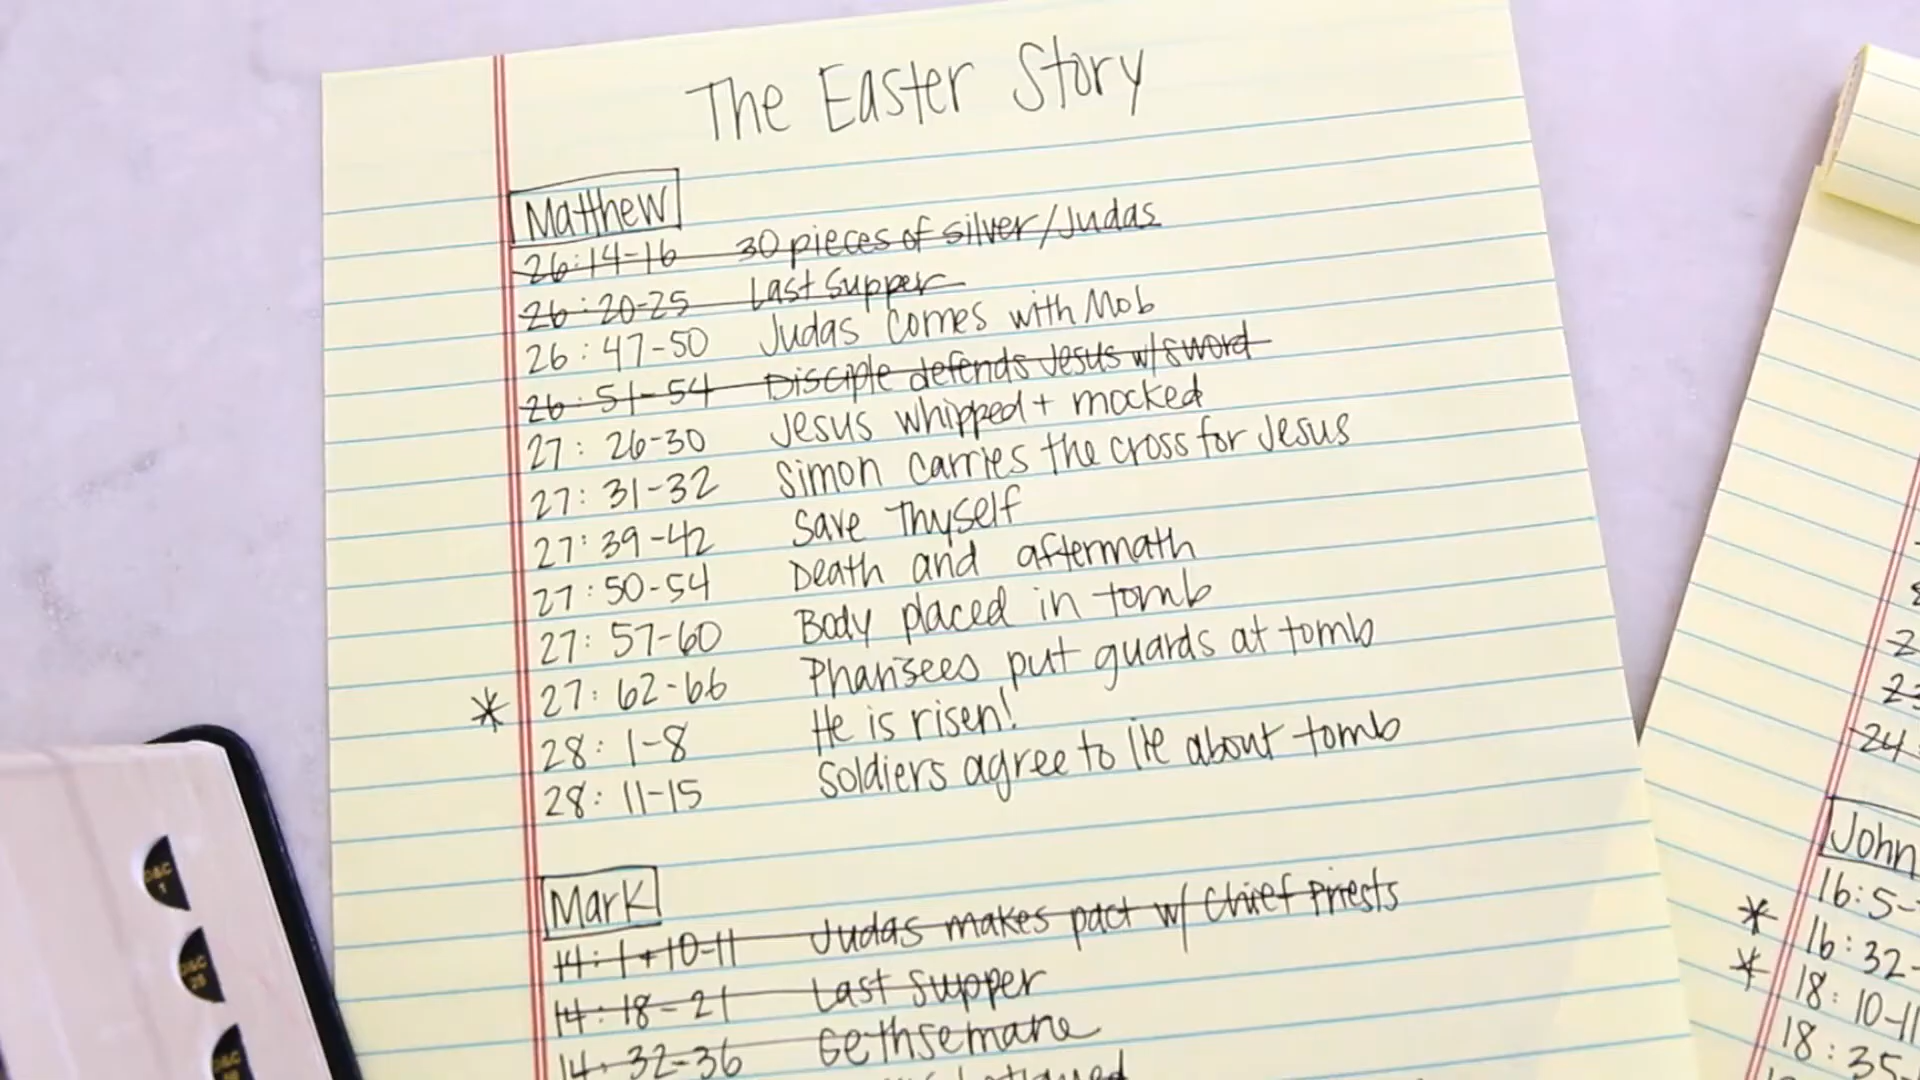 The Easter Story
Matthew
26:14-16 30 pieces of silver/Judas
26:20-25 Last Supper
26:47-50 Judas comes with Mob
26:51-54 Disciple defends Jesus w/ sword
27:26-30 Jesus whipped + mocked
27:31-32 Simon carries the cross for Jesus
27:39-42 Save Thyself
27:50-54 Death and aftermath
27:57-60 Body placed in tomb
* 27:62-66 Pharisees put guards at tomb
28:1-8 He is risen!
28:11-15 Soldiers agree to lie about tomb
Mark
14:1+10-11 Judas makes pact w/ Chief Priests
14:18-21 Last Supper
14:32-36 Gethsemane
24
John
16:5-
* 16:32-
* 18:10-11
18:35-
D&C
1
D&C
D&C